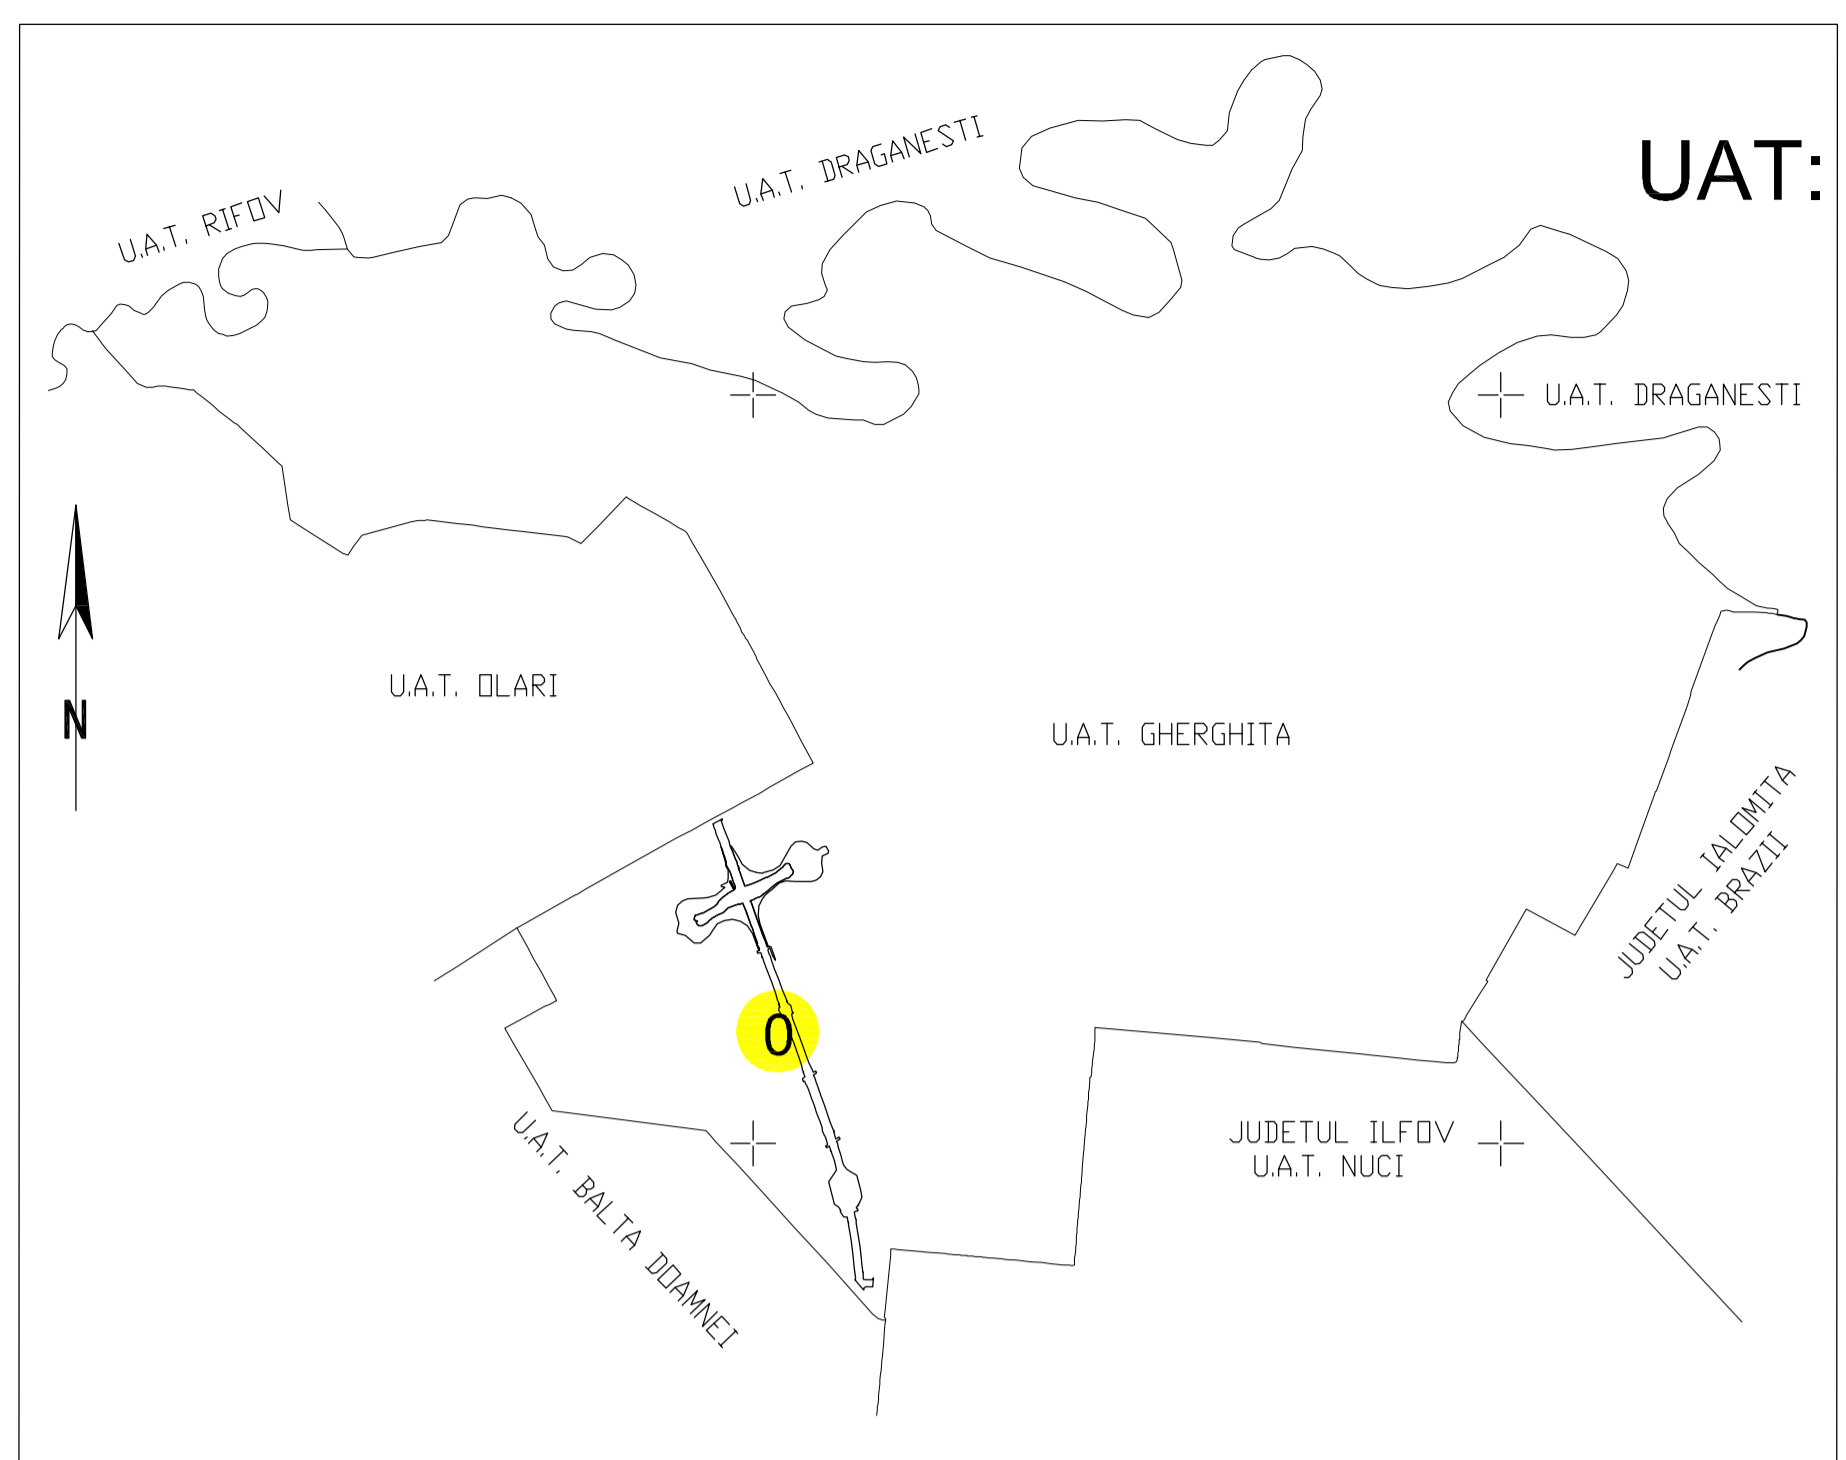 UAT:
U.A.T. RIFOV
U.A.T. DRAGANESTI
U.A.T. DRAGANESTI
N
U.A.T. OLARI
U.A.T. GHERGHITA
JUDETUL IALOMITA
U.A.T. BRAZII
0
U.A.T. BALTA DOAMNEI
JUDETUL ILFOV
U.A.T. NUCI